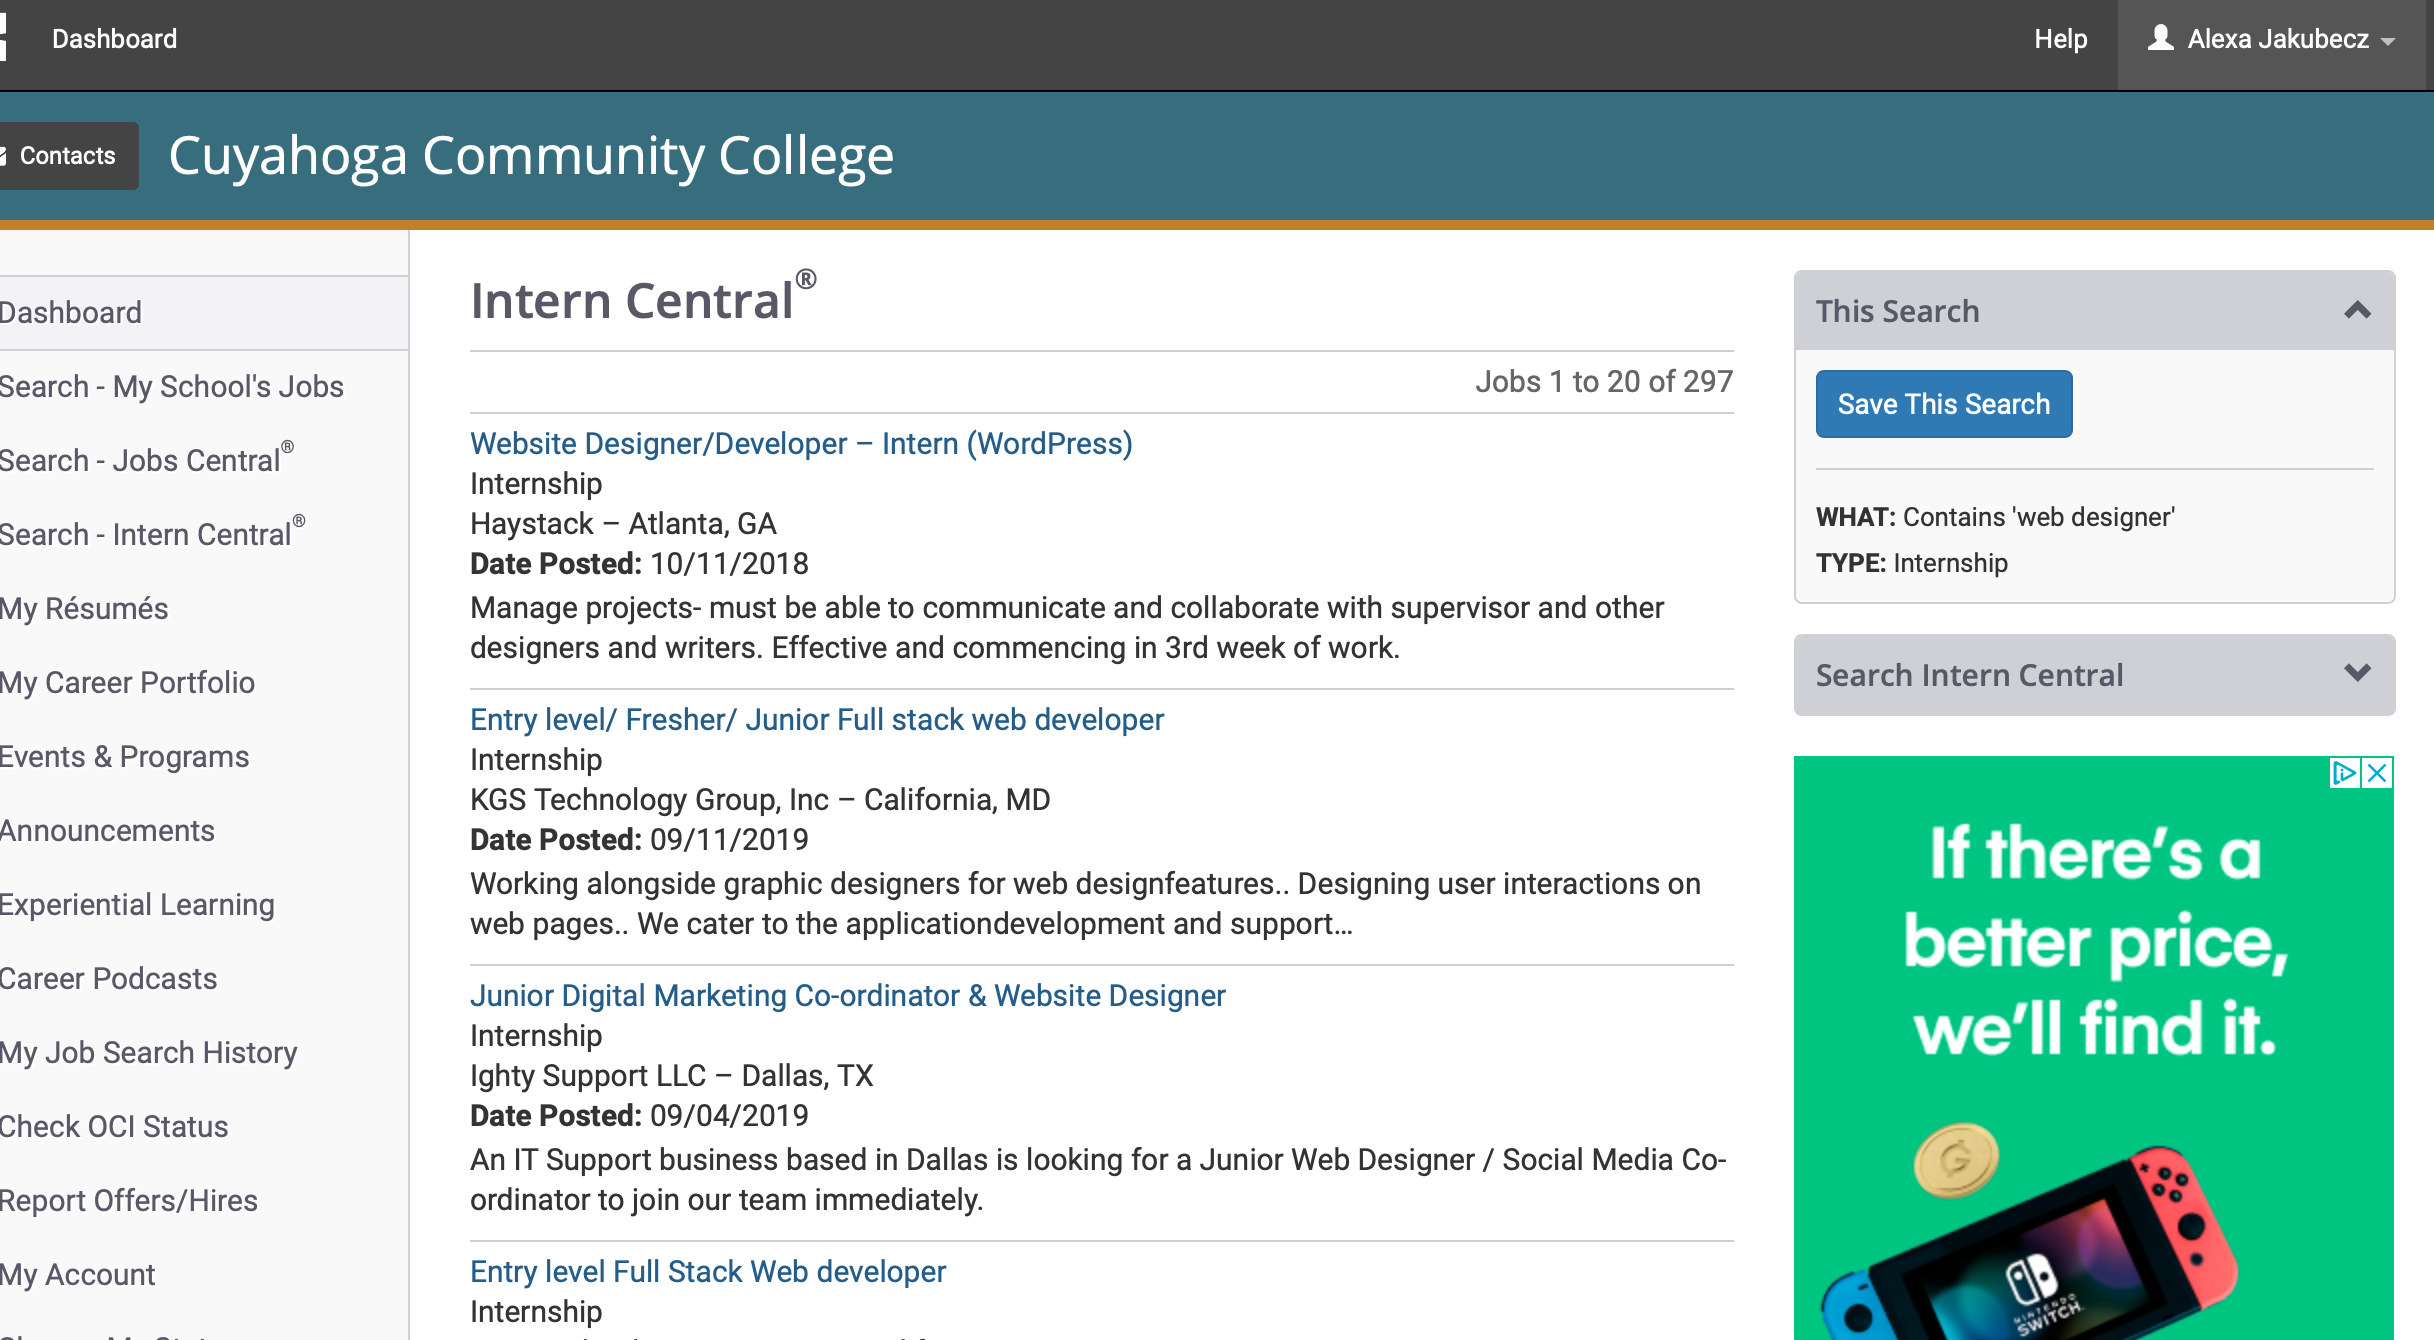 Dashboard
Help
Alexa Jakubecz
Contacts
Cuyahoga Community College
Dashboard
Search - My School's Jobs
Search - Jobs Central®
Search - Intern Central®
My Résumés
My Career Portfolio
Events & Programs
Announcements
Experiential Learning
Career Podcasts
My Job Search History
Check OCI Status
Report Offers/Hires
My Account
Intern Central®
Jobs 1 to 20 of 297
Website Designer/Developer – Intern (WordPress)
Internship
Haystack – Atlanta, GA
Date Posted: 10/11/2018
Manage projects- must be able to communicate and collaborate with supervisor and other
designers and writers. Effective and commencing in 3rd week of work.
Entry level/ Fresher/ Junior Full stack web developer
Internship
KGS Technology Group, Inc – California, MD
Date Posted: 09/11/2019
Working alongside graphic designers for web designfeatures.. Designing user interactions on
web pages.. We cater to the applicationdevelopment and support...
Junior Digital Marketing Co-ordinator & Website Designer
Internship
Ighty Support LLC – Dallas, TX
Date Posted: 09/04/2019
An IT Support business based in Dallas is looking for a Junior Web Designer / Social Media Co-
ordinator to join our team immediately.
Entry level Full Stack Web developer
Internship
This Search
Save This Search
WHAT: Contains 'web designer'
TYPE: Internship
Search Intern Central
If there's a
better price,
we'll find it.
NINTENDO
SWITCH